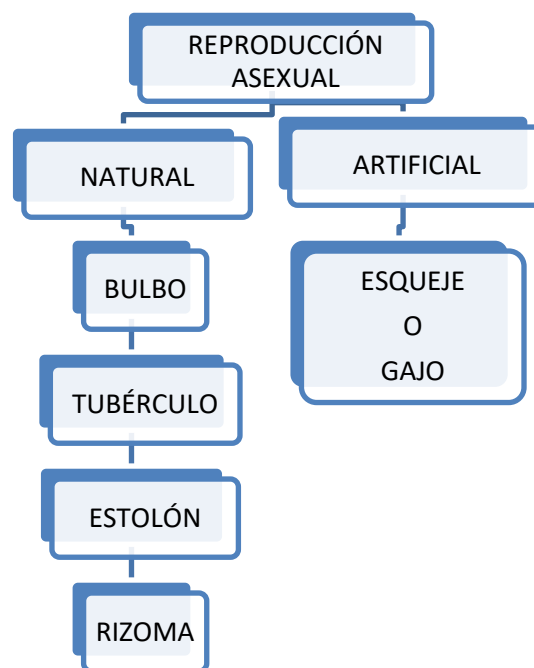 REPRODUCCIÓN
ASEXUAL
NATURAL
ARTIFICIAL
BULBO
ESQUEJE
O
GAJO
TUBÉRCULO
ESTOLÓN
RIZOMA